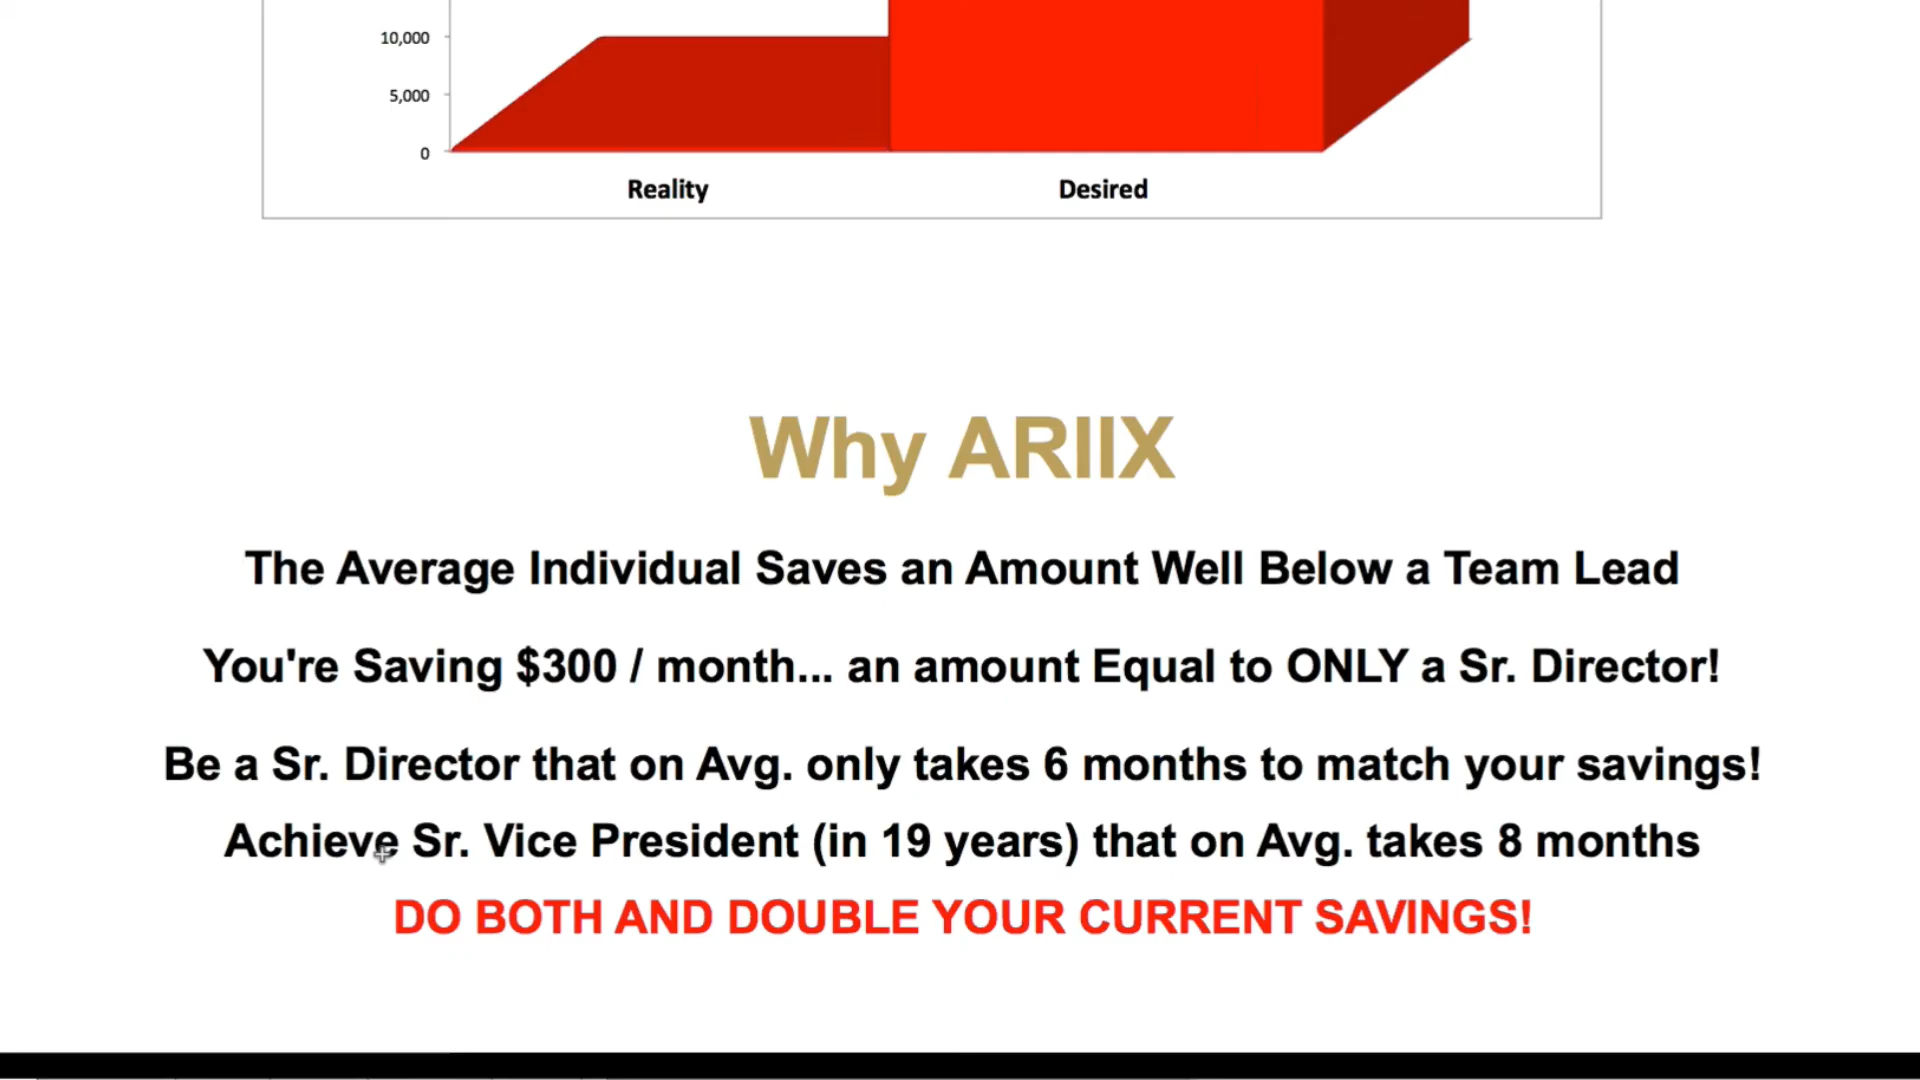 10,000
5,000
0
Reality Desired
Why ARIIX
The Average Individual Saves an Amount Well Below a Team Lead
You're Saving $300 / month... an amount Equal to ONLY a Sr. Director!
Be a Sr. Director that on Avg. only takes 6 months to match your savings!
Achieve Sr. Vice President (in 19 years) that on Avg. takes 8 months
DO BOTH AND DOUBLE YOUR CURRENT SAVINGS!